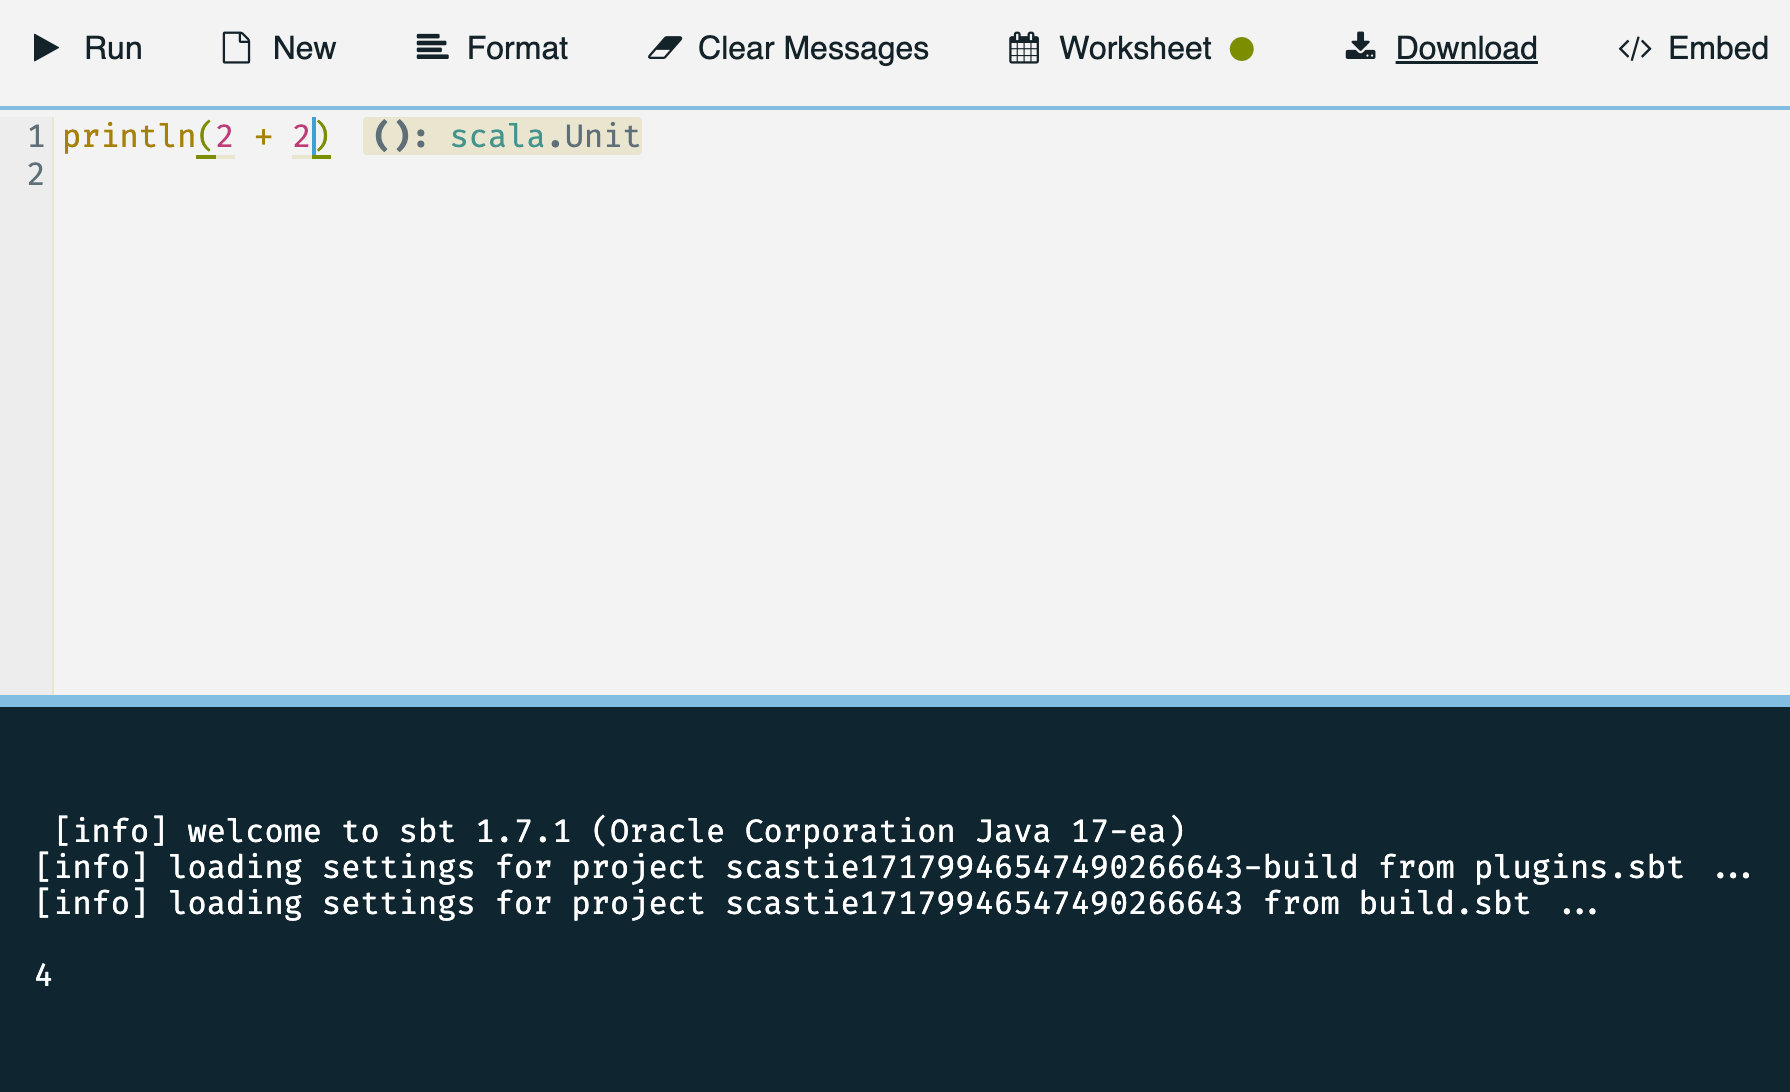 Run New Format Clear Messages Worksheet Download </> Embed
1 println(2 + 2) (): scala.Unit
2
[info] welcome to sbt 1.7.1 (Oracle Corporation Java 17-ea)
[info] loading settings for project scastie17179946547490266643-build from plugins.sbt ...
[info] loading settings for project scastie17179946547490266643 from build.sbt ...
4